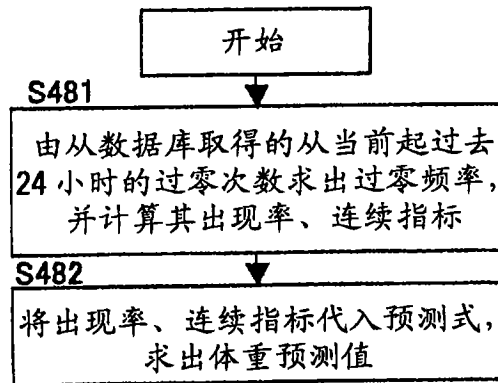 开始
S481
由从数据库取得的从当前起过去
24小时的过零次数求出过零频率，
并计算其出现率、连续指标
S482
将出现率、连续指标代入预测式，
求出体重预测值